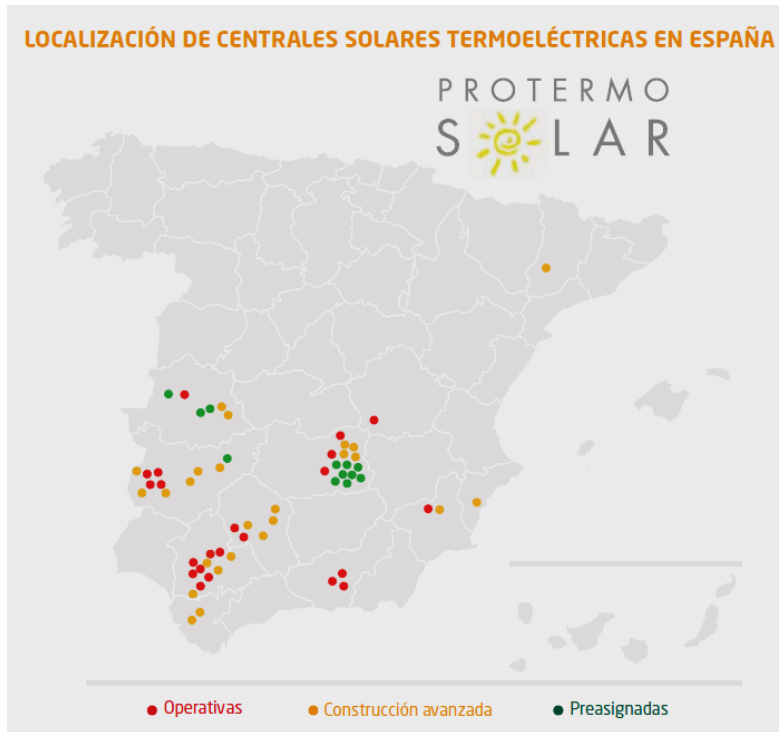 LOCALIZACIÓN DE CENTRALES SOLARES TERMOELÉCTRICAS EN ESPAÑA
PROTERMO
SOLAR
Operativas
Construcción avanzada
Preasignadas